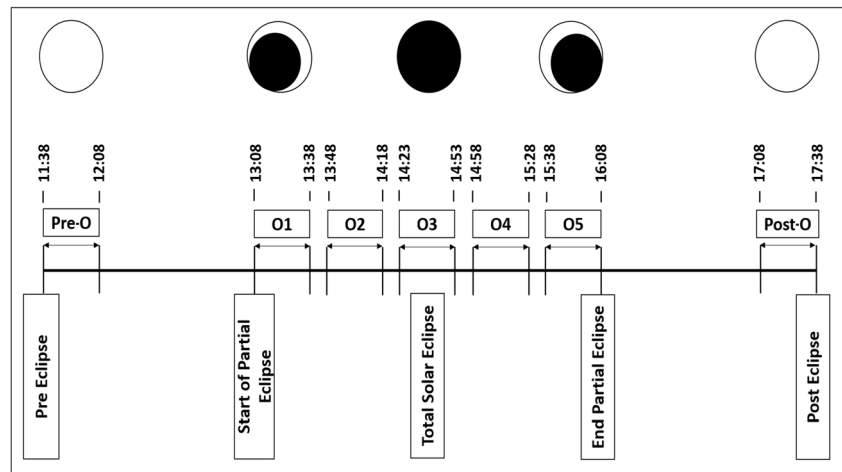 11:38
12:08
13:08
13:38
13:48
14:18
14:23
14:53
14:58
15:28
15:38
16:08
17:08
17:38
Pre-O
O1
O2
O3
O4
O5
Post-O
Pre Eclipse
Start of Partial
Eclipse
Total Solar Eclipse
End Partial Eclipse
Post Eclipse